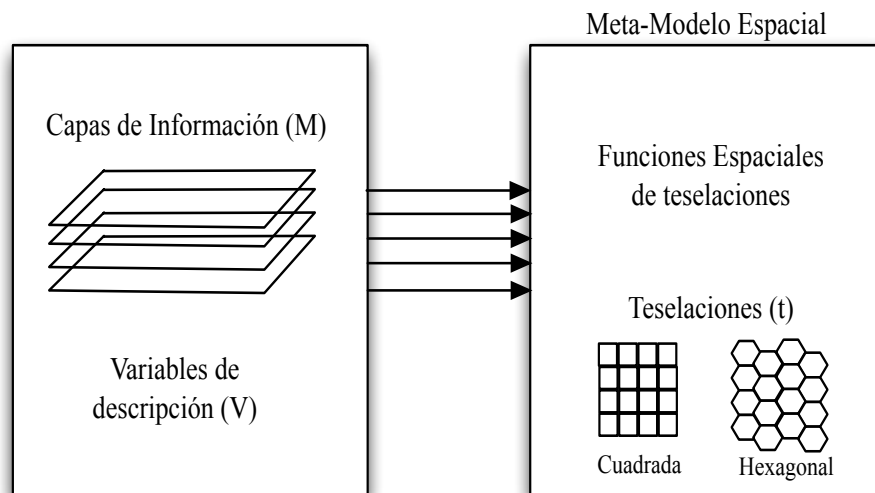 Meta-Modelo Espacial
Capas de Información (M)
Variables de
descripción (V)
Funciones Espaciales
de teselaciones
Teselaciones (t)
Cuadrada
Hexagonal